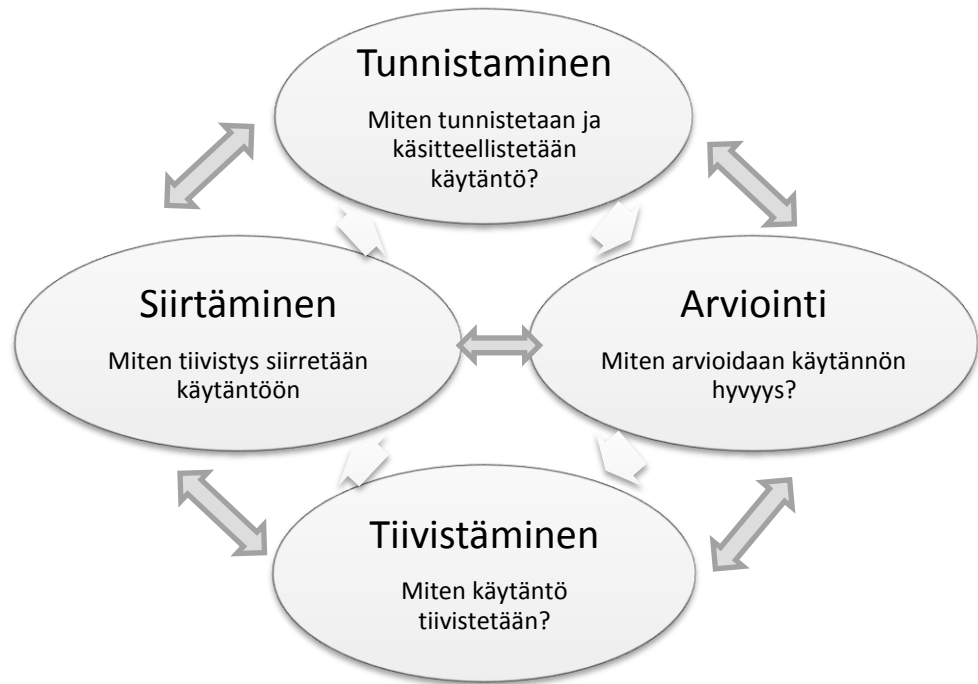 Tunnistaminen
Miten tunnistetaan ja
käsitteellistetään
käytäntö?
Siirtäminen
Miten tiivistys siirretään
käytäntöön
Arviointi
Miten arvioidaan käytännön
hyvyys?
Tiivistäminen
Miten käytäntö
tiivistetään?